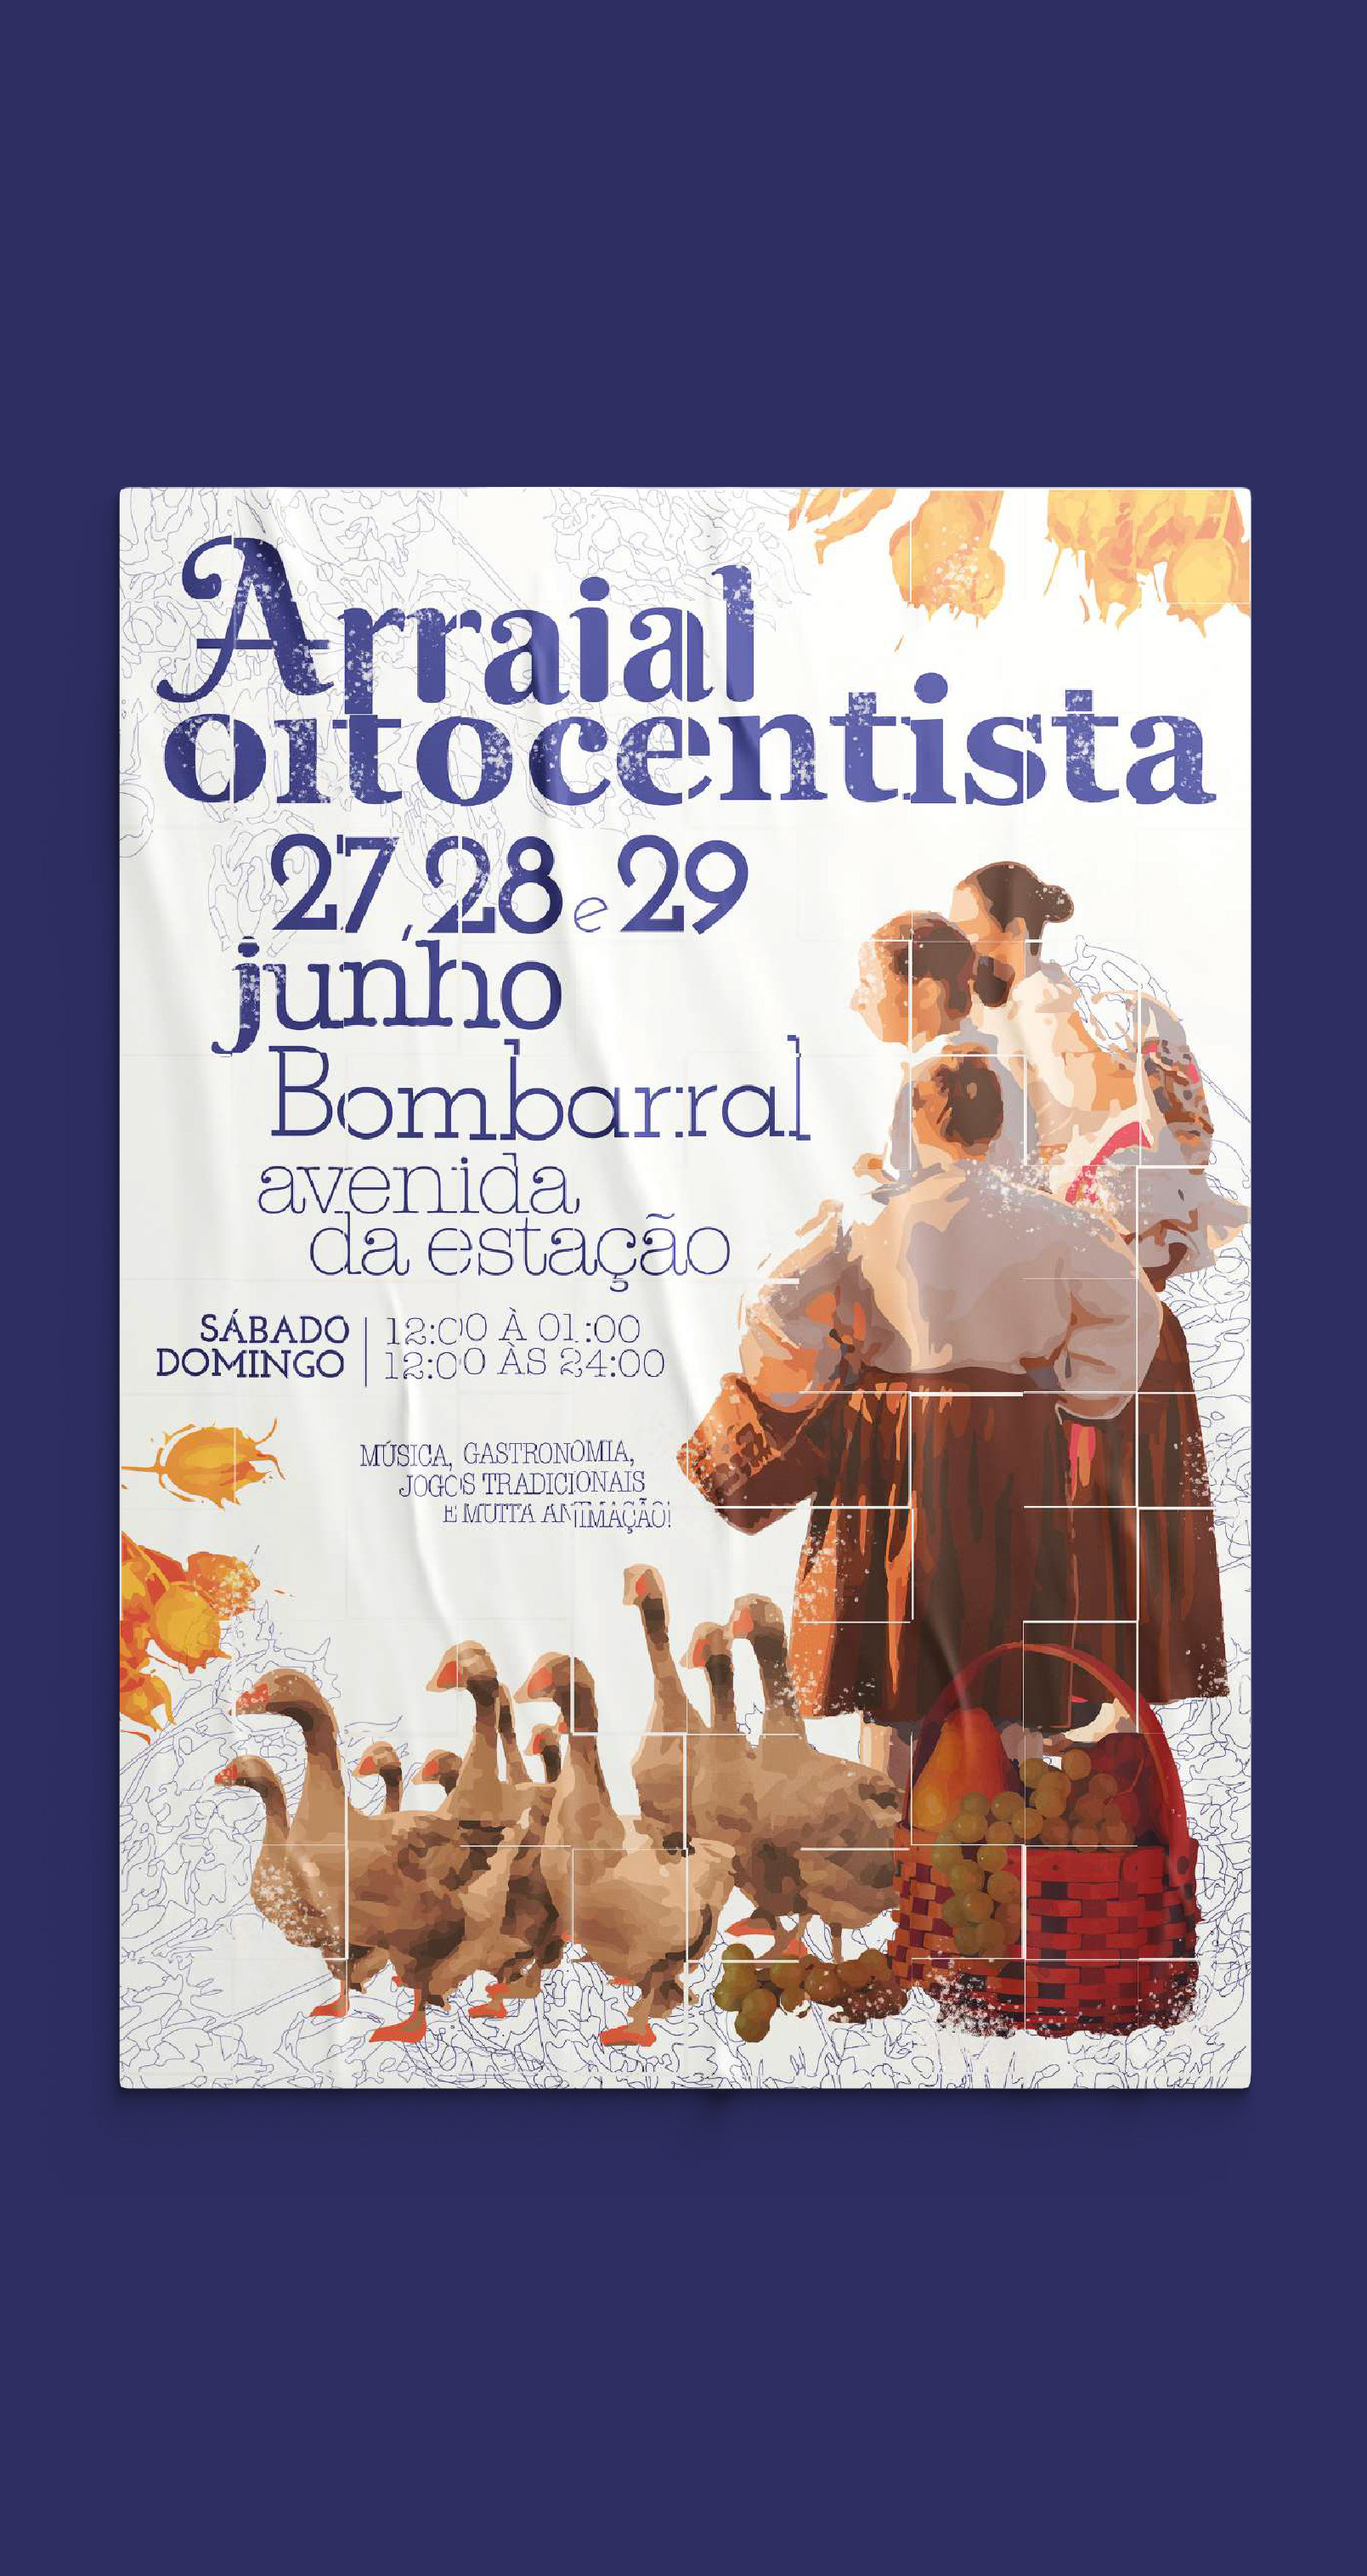 Arraial
oitocentista
27, 28 e 29
junho
Bombarral
avenida
da estação
SÁBADO | 12:00 À 01:00
DOMINGO | 12:00 ÀS 24:00
MÚSICA, GASTRONOMIA,
JOGOS TRADICIONAIS
E MUITA ANIMAÇÃO!